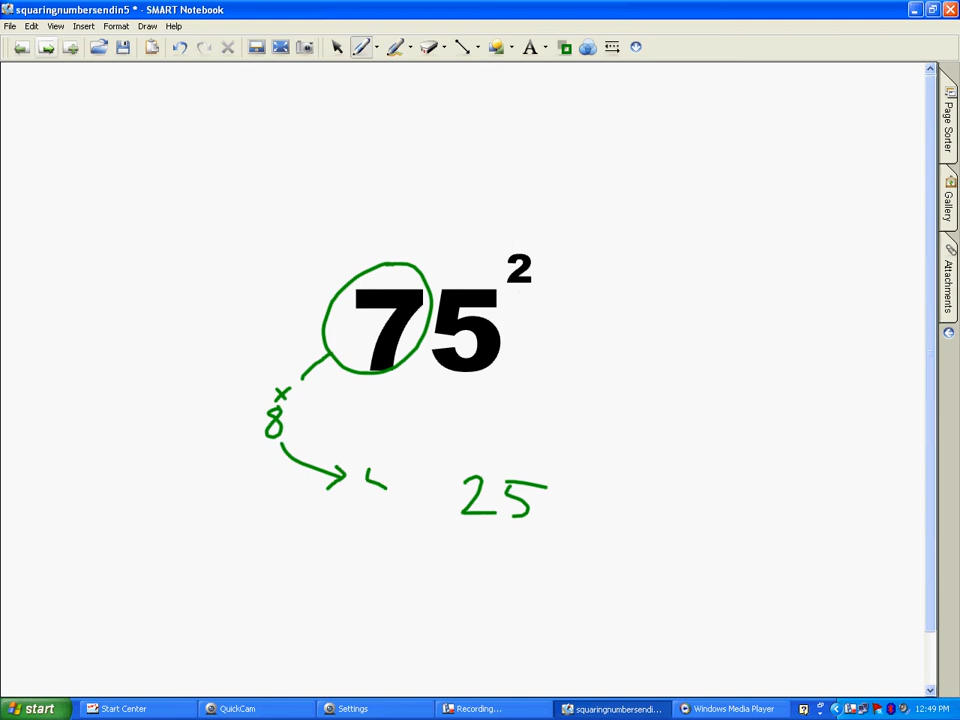 squaringnumbersendin5 * - SMART Notebook
File Edit View Insert Format Draw Help
A
Page Sorter
Gallery
Attachments
75²
×
8
25
start Start Center QuickCam Settings Recording... squaringnumbersendi... Windows Media Player 12:49 PM